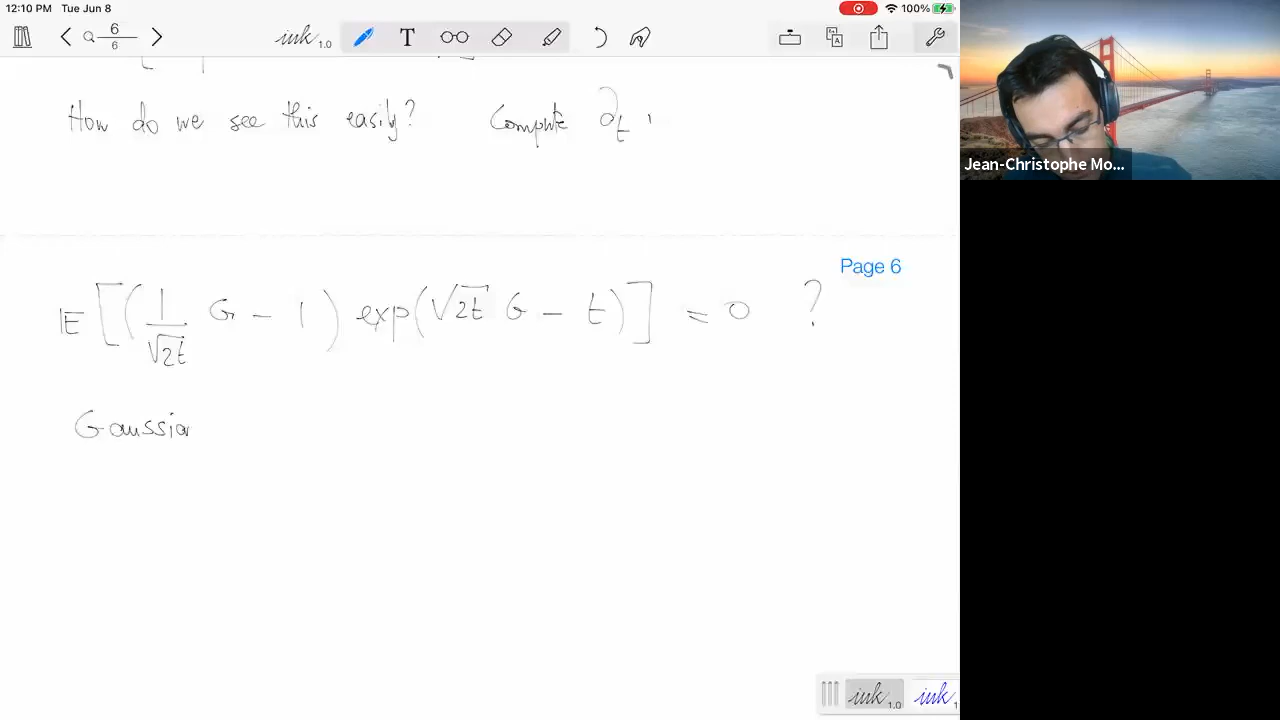 12:10 PM Tue Jun 8 100%
6
6
ink 1.0
T
How do we see this easily? Compute ∂t
Page 6
E[(1/√2t G - 1) exp(√2t G - t)] = 0 ?
Gaussian
ink 1.0 ink
Jean-Christophe Mo...